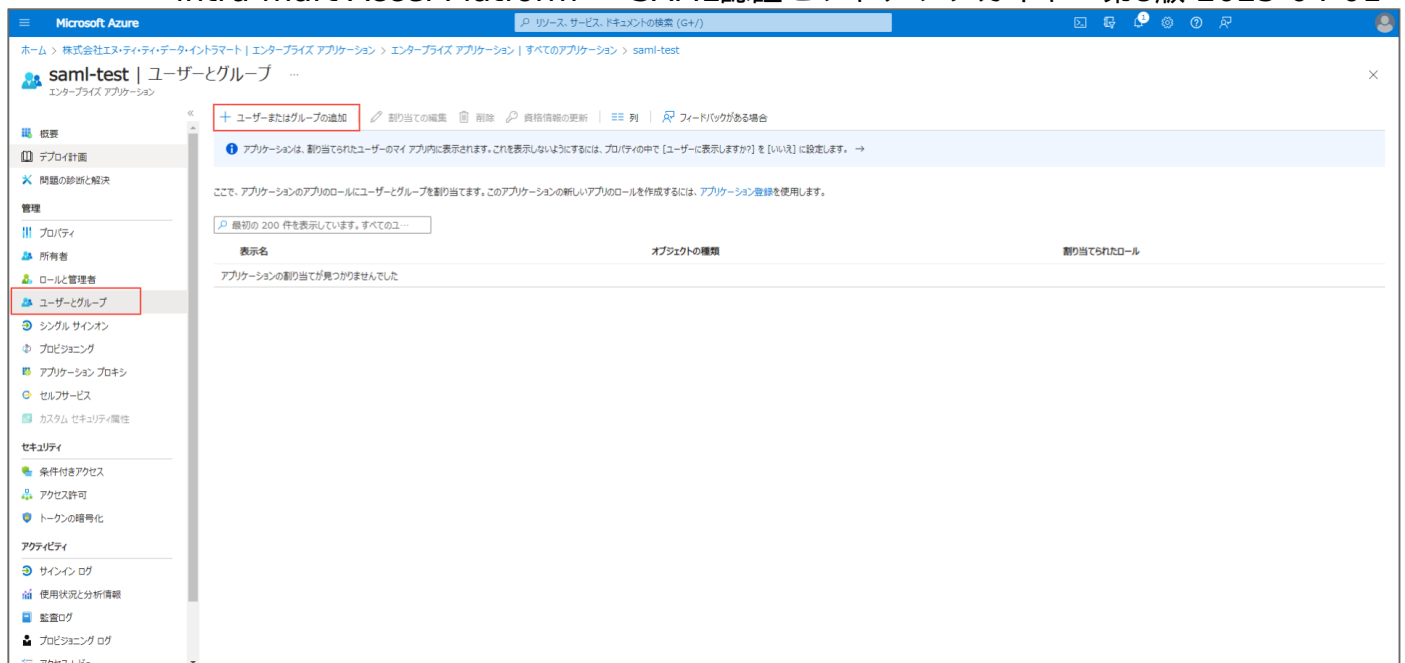 Microsoft Azure
リソース、サービス、ドキュメントの検索 (G+/)
1
ホーム > 株式会社エヌ・ティ・ティ・データ・イントラマート | エンタープライズ アプリケーション > エンタープライズ アプリケーション | すべてのアプリケーション > saml-test
saml-test | ユーザーとグループ …
エンタープライズ アプリケーション
«
＋ ユーザーまたはグループの追加 割り当ての編集 削除 資格情報の更新 列 フィードバックがある場合
アプリケーションは、割り当てられたユーザーのマイ アプリ内に表示されます。これを表示しないようにするには、プロパティの中で [ユーザーに表示しますか?] を [いいえ] に設定します。 →
ここで、アプリケーションのアプリのロールにユーザーとグループを割り当てます。このアプリケーションの新しいアプリのロールを作成するには、アプリケーション登録を使用します。
最初の 200 件を表示しています。すべてのユ…
表示名 オブジェクトの種類 割り当てられたロール
アプリケーションの割り当てが見つかりませんでした
概要
デプロイ計画
問題の診断と解決
管理
プロパティ
所有者
ロールと管理者
ユーザーとグループ
シングル サインオン
プロビジョニング
アプリケーション プロキシ
セルフサービス
カスタム セキュリティ属性
セキュリティ
条件付きアクセス
アクセス許可
トークンの暗号化
アクティビティ
サインイン ログ
使用状況と分析情報
監査ログ
プロビジョニング ログ